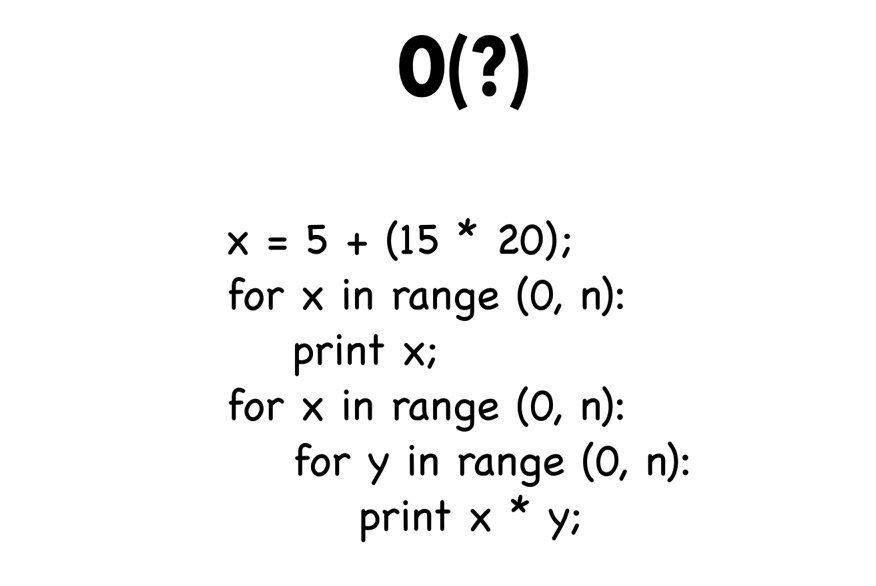 O(?)
x = 5 + (15 * 20);
for x in range (0, n):
print x;
for x in range (0, n):
for y in range (0, n):
print x * y;